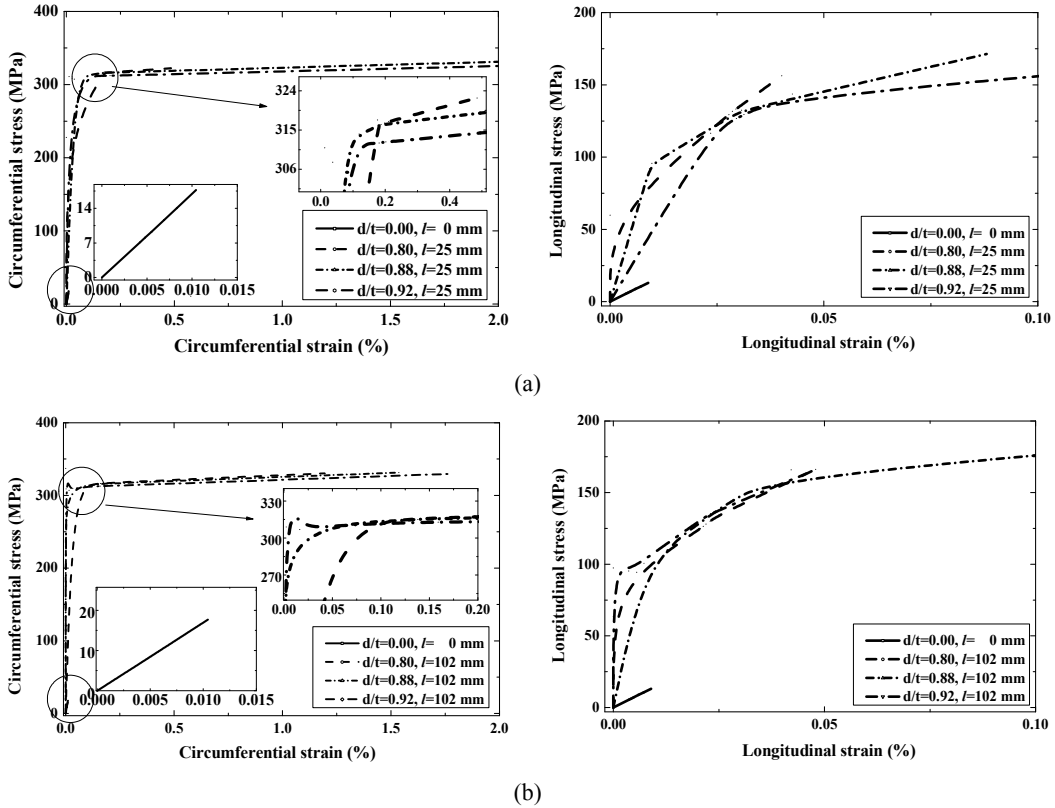 400
300
200
100
0
Circumferential stress (MPa)
0.0
0.5
1.0
1.5
2.0
Circumferential strain (%)
324
315
306
0.0
0.2
0.4
14
7
0
0.000
0.005
0.010
0.015
d/t=0.00, l= 0 mm
d/t=0.80, l=25 mm
d/t=0.88, l=25 mm
d/t=0.92, l=25 mm
200
150
100
50
0
Longitudinal stress (MPa)
0.00
0.05
0.10
Longitudinal strain (%)
d/t=0.00, l= 0 mm
d/t=0.80, l=25 mm
d/t=0.88, l=25 mm
d/t=0.92, l=25 mm
(a)
400
300
200
100
0
Circumferential stress (MPa)
0.0
0.5
1.0
1.5
2.0
Circumferential strain (%)
340
310
280
250
0.00
0.05
0.10
0.15
0.20
20
10
0
0.000
0.005
0.010
0.015
d/t=0.00, l= 0 mm
d/t=0.80, l=102 mm
d/t=0.88, l=102 mm
d/t=0.92, l=102 mm
200
150
100
50
0
Longitudinal stress (MPa)
0.00
0.05
0.10
Longitudinal strain (%)
d/t=0.00, l= 0 mm
d/t=0.80, l=102 mm
d/t=0.88, l=102 mm
d/t=0.92, l=102 mm
(b)